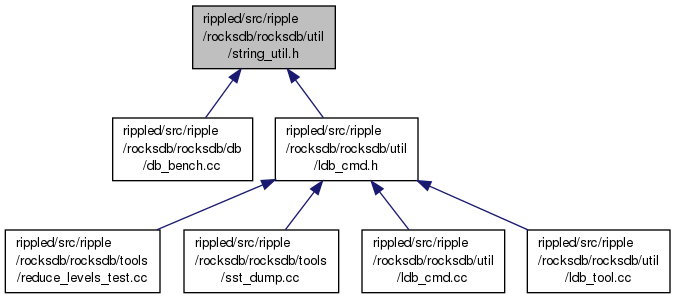 rippled/src/ripple
/rocksdb/rocksdb/util
/string_util.h
rippled/src/ripple
/rocksdb/rocksdb/db
/db_bench.cc
rippled/src/ripple
/rocksdb/rocksdb/util
/ldb_cmd.h
rippled/src/ripple
/rocksdb/rocksdb/tools
/reduce_levels_test.cc
rippled/src/ripple
/rocksdb/rocksdb/tools
/sst_dump.cc
rippled/src/ripple
/rocksdb/rocksdb/util
/ldb_cmd.cc
rippled/src/ripple
/rocksdb/rocksdb/util
/ldb_tool.cc